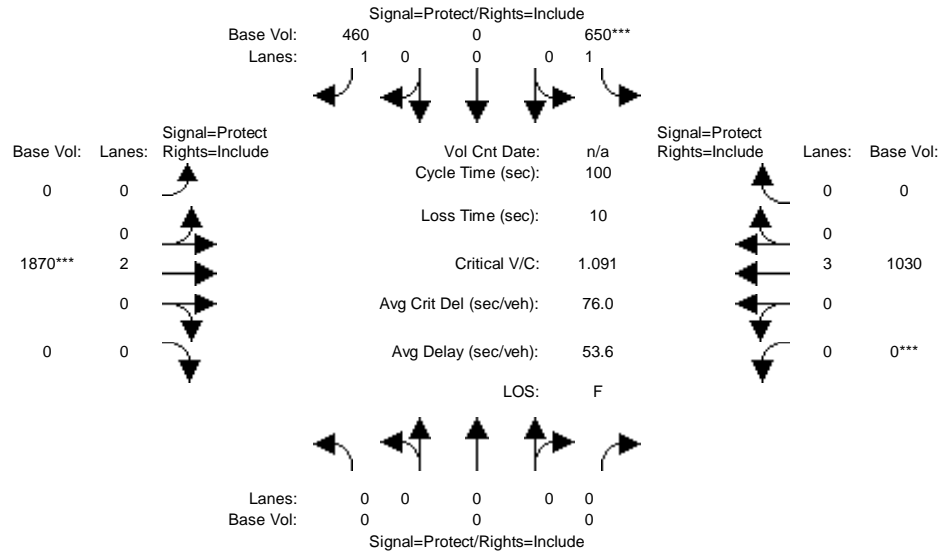 Signal=Protect/Rights=Include
Base Vol: 460 0 650***
Lanes: 1 0 0 0 1
Signal=Protect Signal=Protect
Base Vol: Lanes: Rights=Include Vol Cnt Date: n/a Rights=Include Lanes: Base Vol:
Cycle Time (sec): 100
0 0 0 0
Loss Time (sec): 10
0 0
1870*** 2 Critical V/C: 1.091 3 1030
0 Avg Crit Del (sec/veh): 76.0 0
0 0 Avg Delay (sec/veh): 53.6 0 0***
LOS: F
Lanes: 0 0 0 0 0
Base Vol: 0 0 0
Signal=Protect/Rights=Include